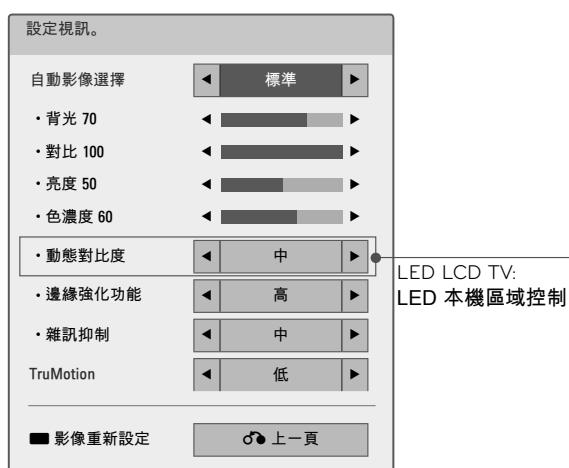 設定視訊。
自動影像選擇 ◀ 標準 ▶
・背光 70 ◀ ▶
・對比 100 ◀ ▶
・亮度 50 ◀ ▶
・色濃度 60 ◀ ▶
・動態對比度 ◀ 中 ▶
LED LCD TV:
LED 本機區域控制
・邊緣強化功能 ◀ 高 ▶
・雜訊抑制 ◀ 中 ▶
TruMotion ◀ 低 ▶
影像重新設定 上一頁